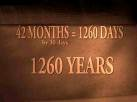 42 MONTHS = 1260 DAYS
by 30 days
1260 YEARS